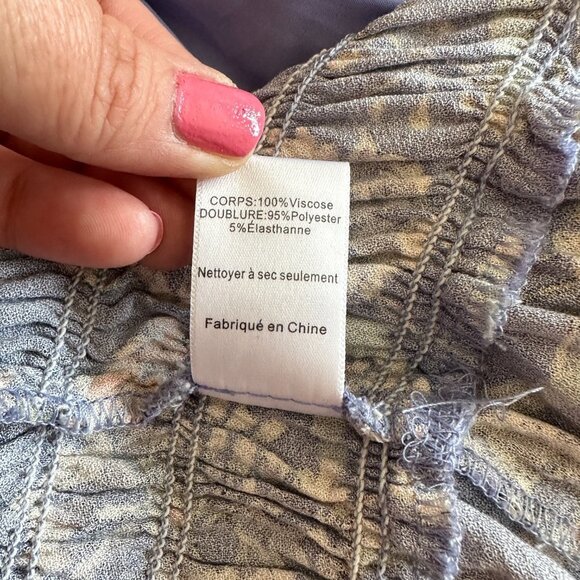 CORPS:100%Viscose
DOUBLURE:95%Polyester
5%Élasthanne
Nettoyer à sec seulement
Fabriqué en Chine